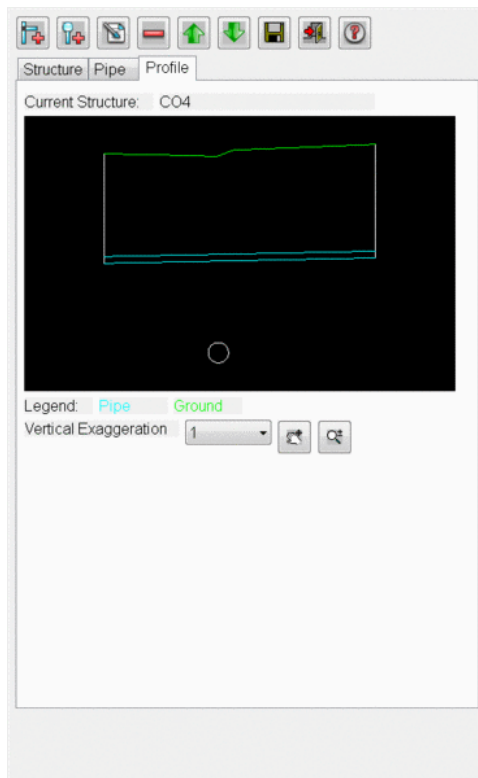 Structure Pipe Profile
Current Structure: CO4
Legend: Pipe Ground
Vertical Exaggeration 1